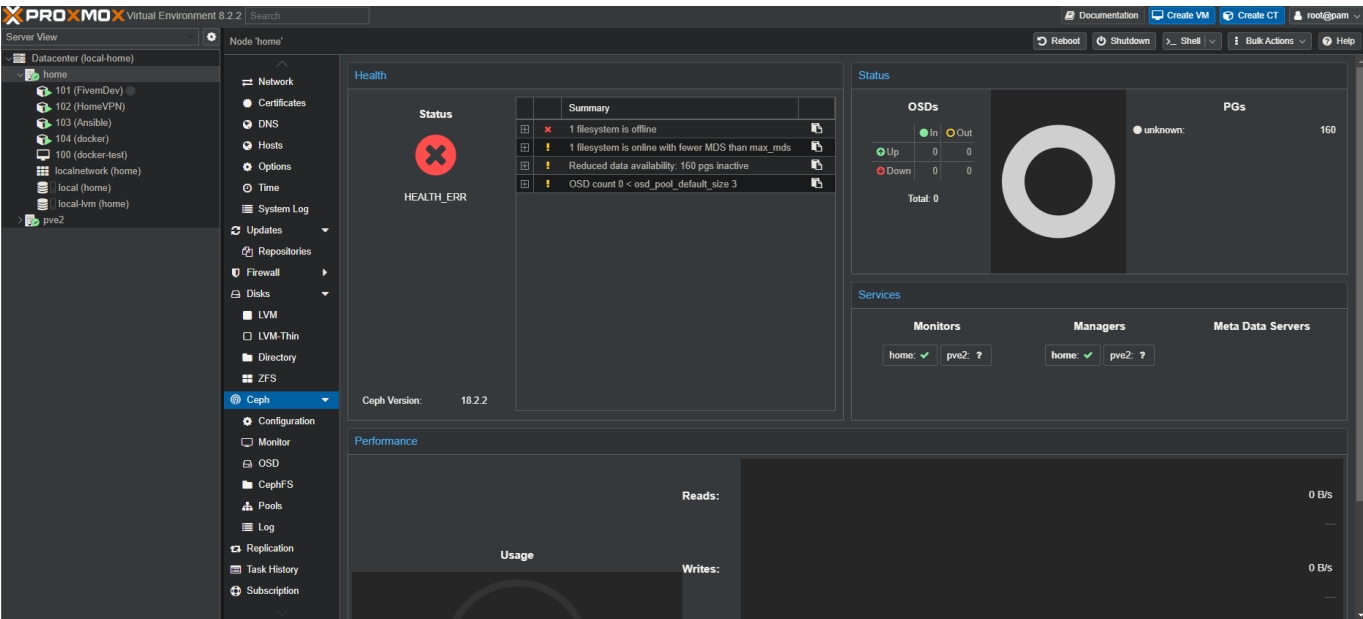 PROXMOX Virtual Environment 8.2.2 Search
Documentation Create VM Create CT root@pam
Server View
Datacenter (local-home)
home
101 (FivemDev)
102 (HomeVPN)
103 (Ansible)
104 (docker)
100 (docker-test)
localnetwork (home)
local (home)
local-lvm (home)
pve2
Node 'home'
Reboot Shutdown >_ Shell Bulk Actions Help
Network
Certificates
DNS
Hosts
Options
Time
System Log
Updates
Repositories
Firewall
Disks
LVM
LVM-Thin
Directory
ZFS
Ceph
Configuration
Monitor
OSD
CephFS
Pools
Log
Replication
Task History
Subscription
Health
Status
HEALTH_ERR
Summary
1 filesystem is offline
! 1 filesystem is online with fewer MDS than max_mds
! Reduced data availability: 160 pgs inactive
! OSD count 0 < osd_pool_default_size 3
Ceph Version: 18.2.2
Status
OSDs
In Out
Up 0 0
Down 0 0
Total: 0
PGs
unknown: 160
Services
Monitors
home: pve2: ?
Managers
home: pve2: ?
Meta Data Servers
Performance
Usage
Reads:
0 B/s
Writes:
0 B/s